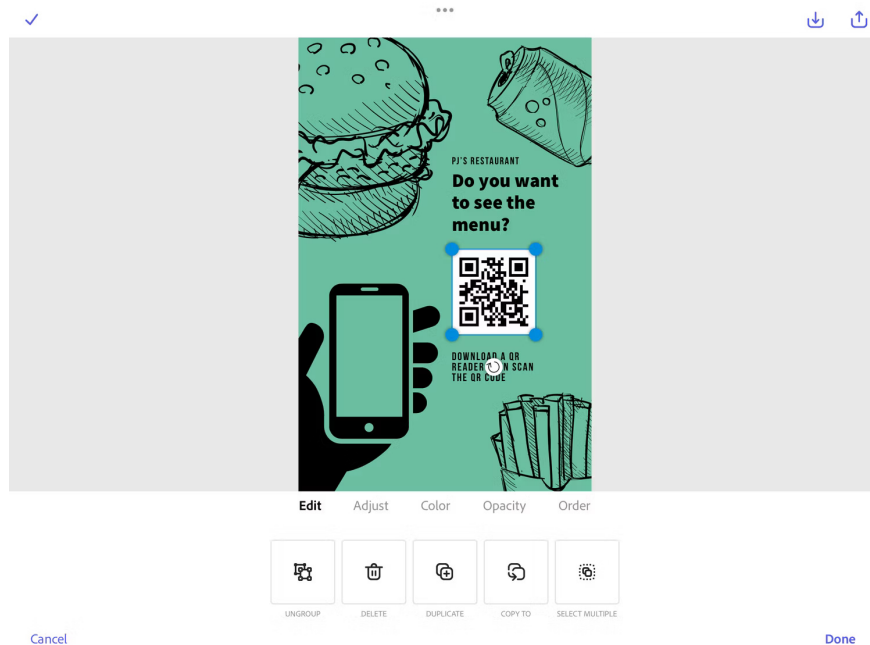 PJ'S RESTAURANT
Do you want
to see the
menu?
DOWNLOAD A QR
READER N SCAN
THE QR CODE
Edit Adjust Color Opacity Order
UNGROUP DELETE DUPLICATE COPY TO SELECT MULTIPLE
Cancel Done